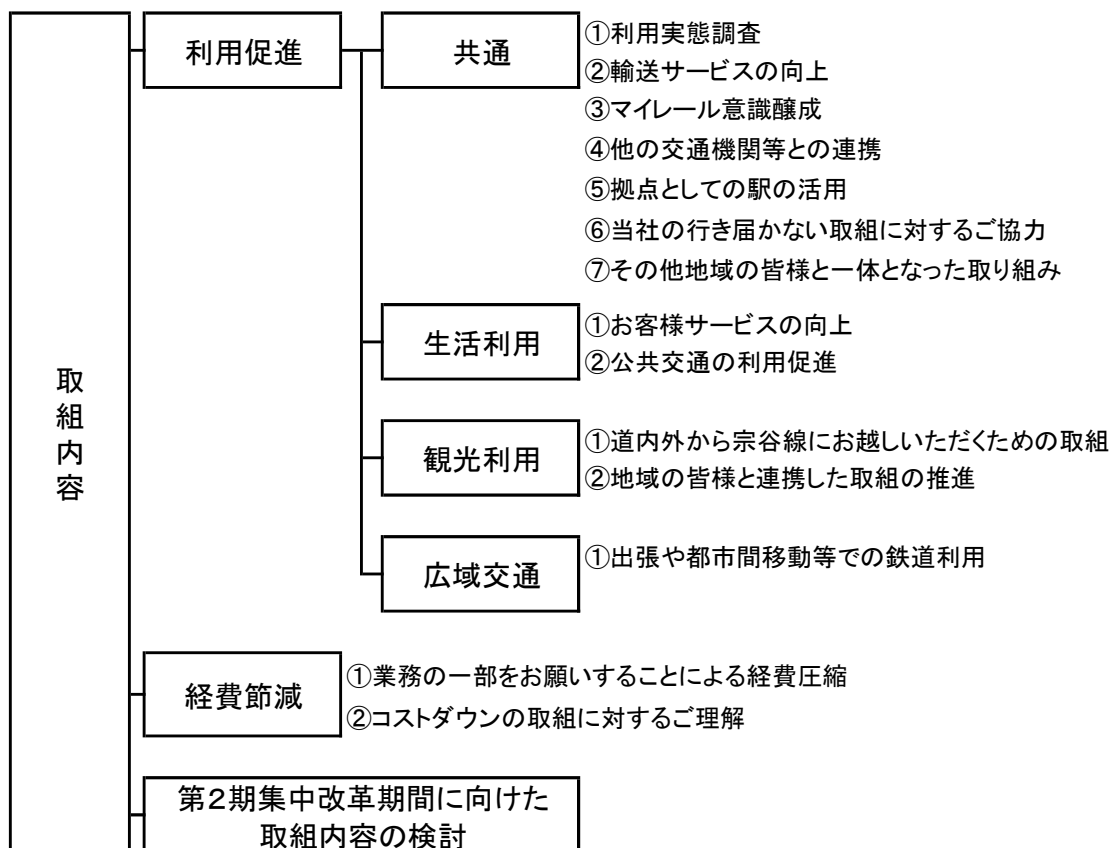 取組内容
利用促進
共通
①利用実態調査
②輸送サービスの向上
③マイレール意識醸成
④他の交通機関等との連携
⑤拠点としての駅の活用
⑥当社の行き届かない取組に対するご協力
⑦その他地域の皆様と一体となった取り組み
生活利用
①お客様サービスの向上
②公共交通の利用促進
観光利用
①道内外から宗谷線にお越しいただくための取組
②地域の皆様と連携した取組の推進
広域交通
①出張や都市間移動等での鉄道利用
経費節減
①業務の一部をお願いすることによる経費圧縮
②コストダウンの取組に対するご理解
第2期集中改革期間に向けた
取組内容の検討